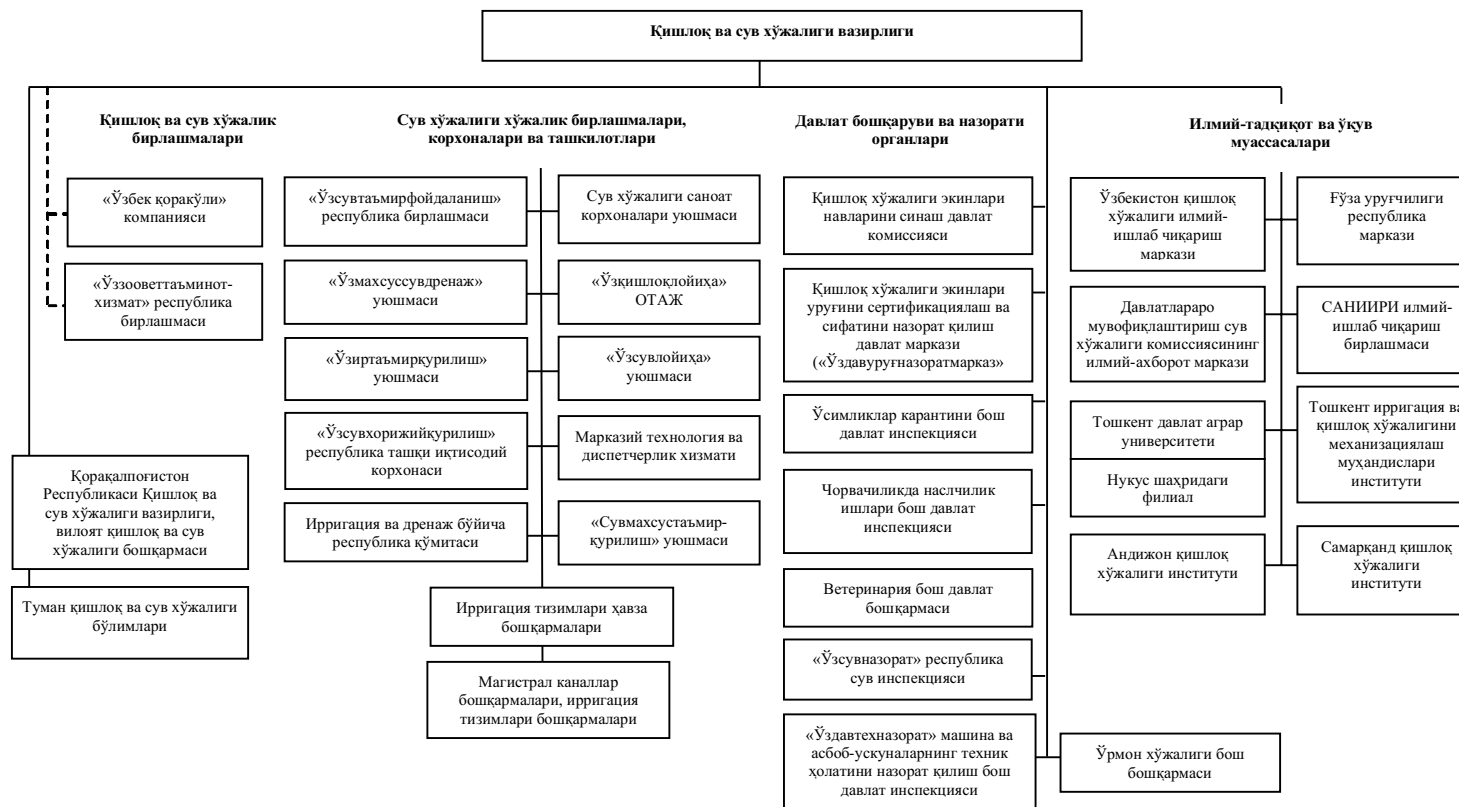 Қишлоқ ва сув хўжалиги вазирлиги
Қишлоқ ва сув хўжалик
бирлашмалари
«Ўзбек қоракўли»
компанияси
«Ўззооветтаъминот-
хизмат» республика
бирлашмаси
Қорақалпоғистон
Республикаси Қишлоқ ва
сув хўжалиги вазирлиги,
вилоят қишлоқ ва сув
хўжалиги бошқармаси
Туман қишлоқ ва сув хўжалиги
бўлимлари
Сув хўжалиги хўжалик бирлашмалари,
корхоналари ва ташкилотлари
«Ўзсувтаъмирфойдаланиш»
республика бирлашмаси
Сув хўжалиги саноат
корхоналари уюшмаси
«Ўзмахсуссувдренаж»
уюшмаси
«Ўзқишлоқлойиҳа»
ОТАЖ
«Ўзиртаъмирқурилиш»
уюшмаси
«Ўзсувлойиҳа»
уюшмаси
«Ўзсувхорижийқурилиш»
республика ташқи иқтисодий
корхонаси
Марказий технология ва
диспетчерлик хизмати
Ирригация ва дренаж бўйича
республика қўмитаси
«Сувмахсустаъмир-
қурилиш» уюшмаси
Ирригация тизимлари ҳавза
бошқармалари
Магистрал каналлар
бошқармалари, ирригация
тизимлари бошқармалари
Давлат бошқаруви ва назорати
органлари
Қишлоқ хўжалиги экинлари
навларини синаш давлат
комиссияси
Қишлоқ хўжалиги экинлари
уруғини сертификациялаш ва
сифатини назорат қилиш
давлат маркази
(«Ўздавуруғназоратмарказ»
Ўсимликлар карантини бош
давлат инспекцияси
Чорвачиликда наслчилик
ишлари бош давлат
инспекцияси
Ветеринария бош давлат
бошқармаси
«Ўзсувназорат» республика
сув инспекцияси
«Ўздавтехназорат» машина ва
асбоб-ускуналарнинг техник
ҳолатини назорат қилиш бош
давлат инспекцияси
Ўрмон хўжалиги бош
бошқармаси
Илмий-тадқиқот ва ўқув
муассасалари
Ўзбекистон қишлоқ
хўжалиги илмий-
ишлаб чиқариш
маркази
Ғўза уруғчилиги
республика
маркази
Давлатлараро
мувофиқлаштириш сув
хўжалиги комиссиясининг
илмий-ахборот маркази
САНИИРИ илмий-
ишлаб чиқариш
бирлашмаси
Тошкент давлат аграр
университети
Нукус шаҳридаги
филиал
Тошкент ирригация ва
қишлоқ хўжалигини
механизациялаш
муҳандислари
институти
Андижон қишлоқ
хўжалиги институти
Самарқанд қишлоқ
хўжалиги
институти